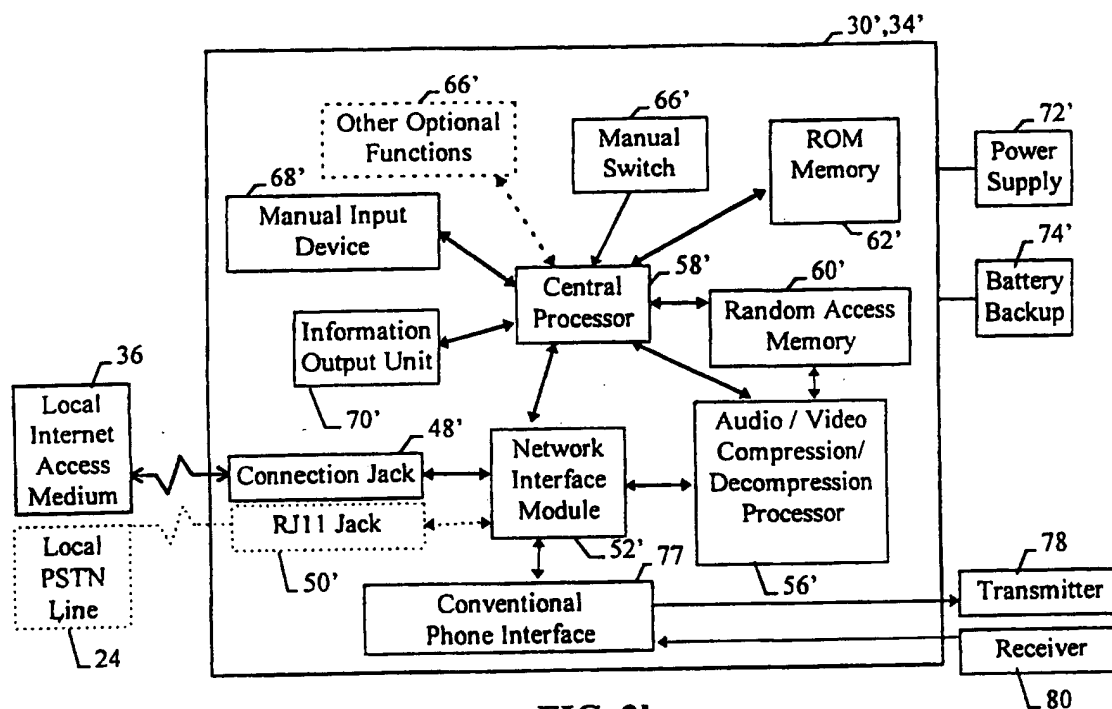 30',34'
66'
Other Optional
Functions
66'
Manual
Switch
ROM
Memory
62'
72'
Power
Supply
68'
Manual Input
Device
58'
Central
Processor
60'
Random Access
Memory
74'
Battery
Backup
Information
Output Unit
70'
36
Local
Internet
Access
Medium
48'
Connection Jack
Network
Interface
Module
52'
Audio / Video
Compression/
Decompression
Processor
56'
RJ11 Jack
50'
Local
PSTN
Line
24
77
Conventional
Phone Interface
78
Transmitter
Receiver
80